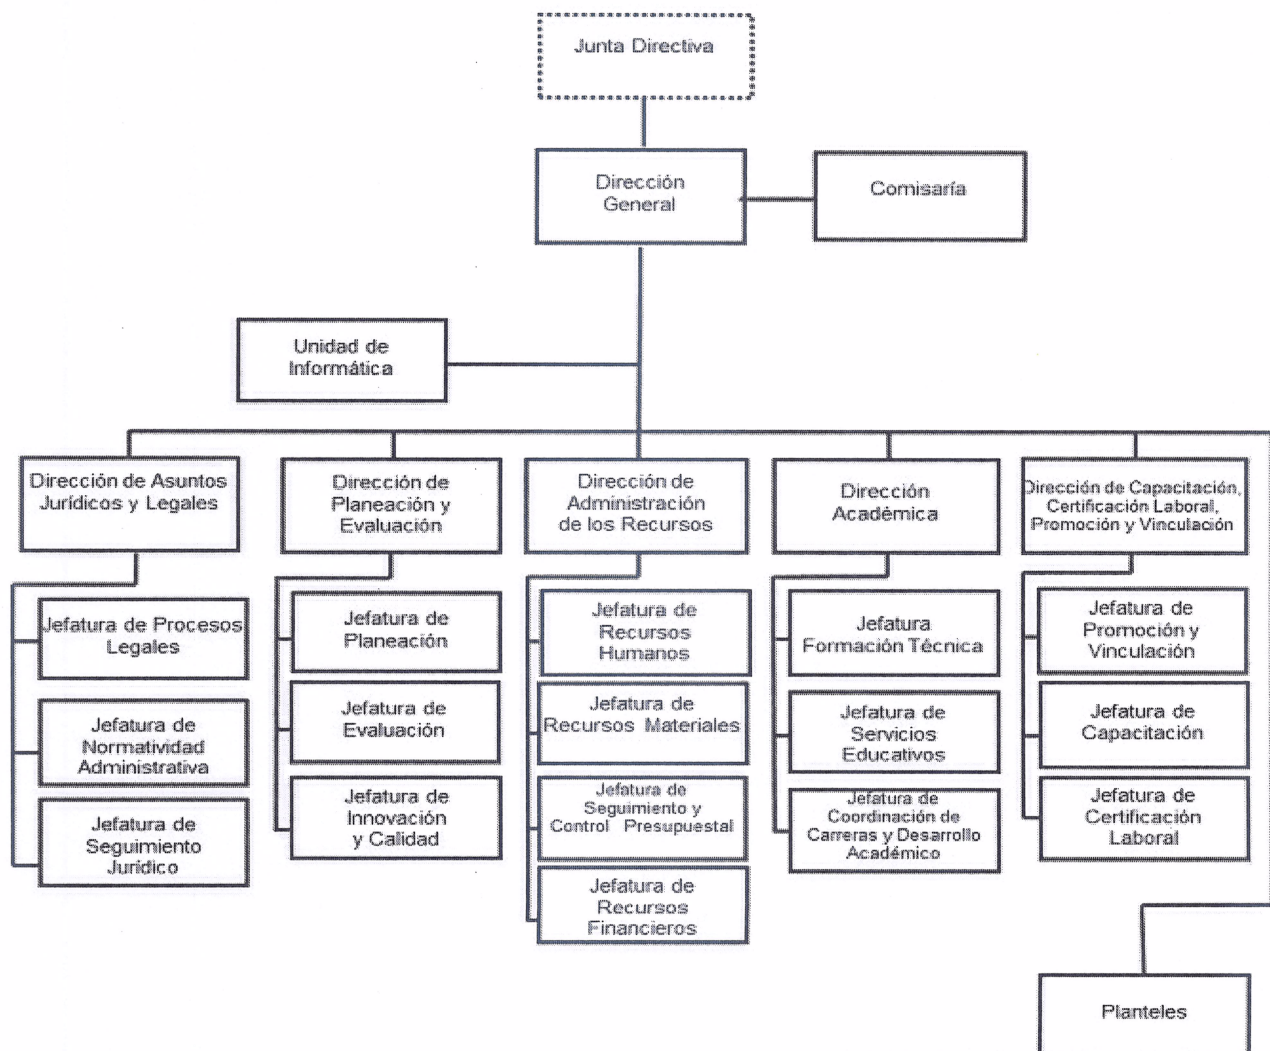 Junta Directiva
Dirección
General
Comisaría
Unidad de
Informática
Dirección de Asuntos
Jurídicos y Legales
Dirección de
Planeación y
Evaluación
Dirección de
Administración
de los Recursos
Dirección
Académica
Dirección de Capacitación,
Certificación Laboral,
Promoción y Vinculación
Jefatura de Procesos
Legales
Jefatura de
Normatividad
Administrativa
Jefatura de
Seguimiento
Jurídico
Jefatura de
Planeación
Jefatura de
Evaluación
Jefatura de
Innovación
y Calidad
Jefatura de
Recursos
Humanos
Jefatura de
Recursos Materiales
Jefatura de
Seguimiento y
Control Presupuestal
Jefatura de
Recursos
Financieros
Jefatura
Formación Técnica
Jefatura de
Servicios
Educativos
Jefatura de
Coordinación de
Carreras y Desarrollo
Académico
Jefatura de
Promoción y
Vinculación
Jefatura de
Capacitación
Jefatura de
Certificación
Laboral
Planteles